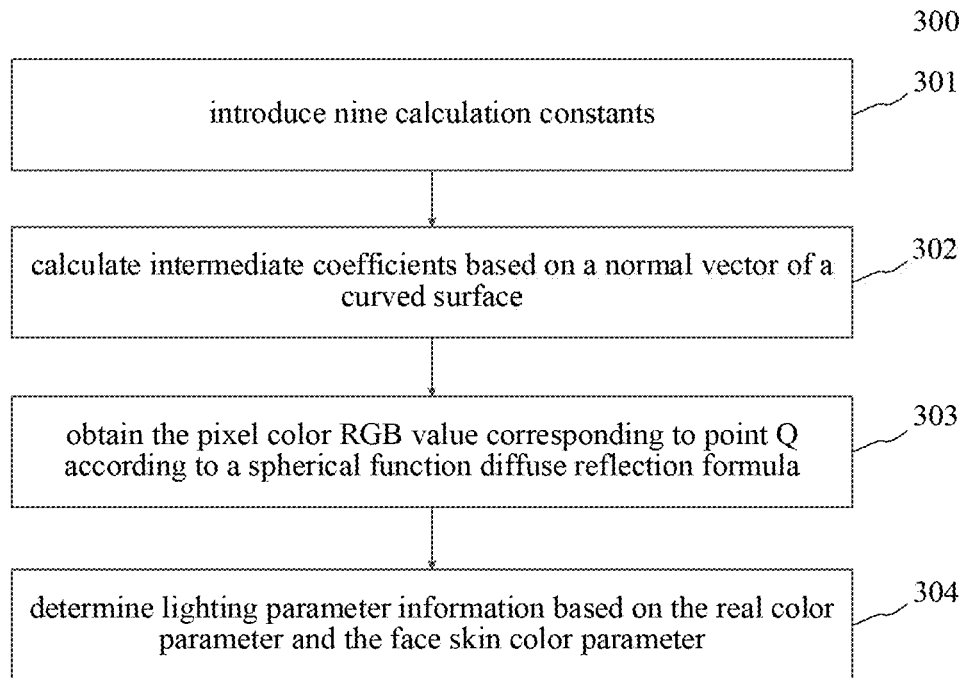 300
301
introduce nine calculation constants
302
calculate intermediate coefficients based on a normal vector of a
curved surface
303
obtain the pixel color RGB value corresponding to point Q
according to a spherical function diffuse reflection formula
304
determine lighting parameter information based on the real color
parameter and the face skin color parameter